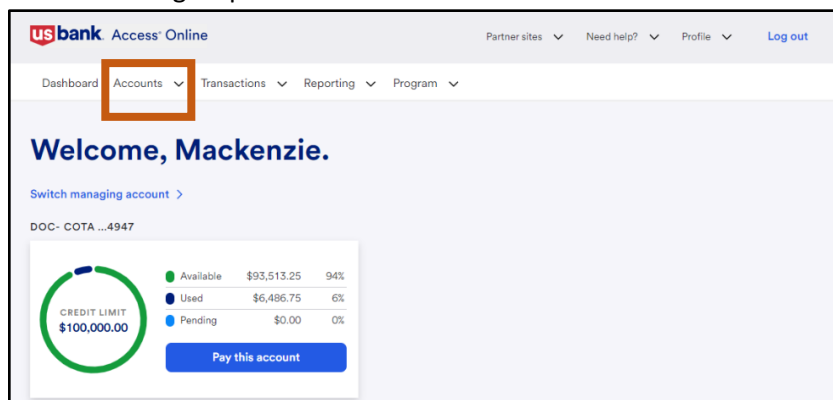 usbank. Access® Online Partner sites Need help? Profile Log out
Dashboard Accounts Transactions Reporting Program
Welcome, Mackenzie.
Switch managing account >
DOC- COTA ...4947
Available $93,513.25 94%
Used $6,486.75 6%
Pending $0.00 0%
CREDIT LIMIT
$100,000.00
Pay this account